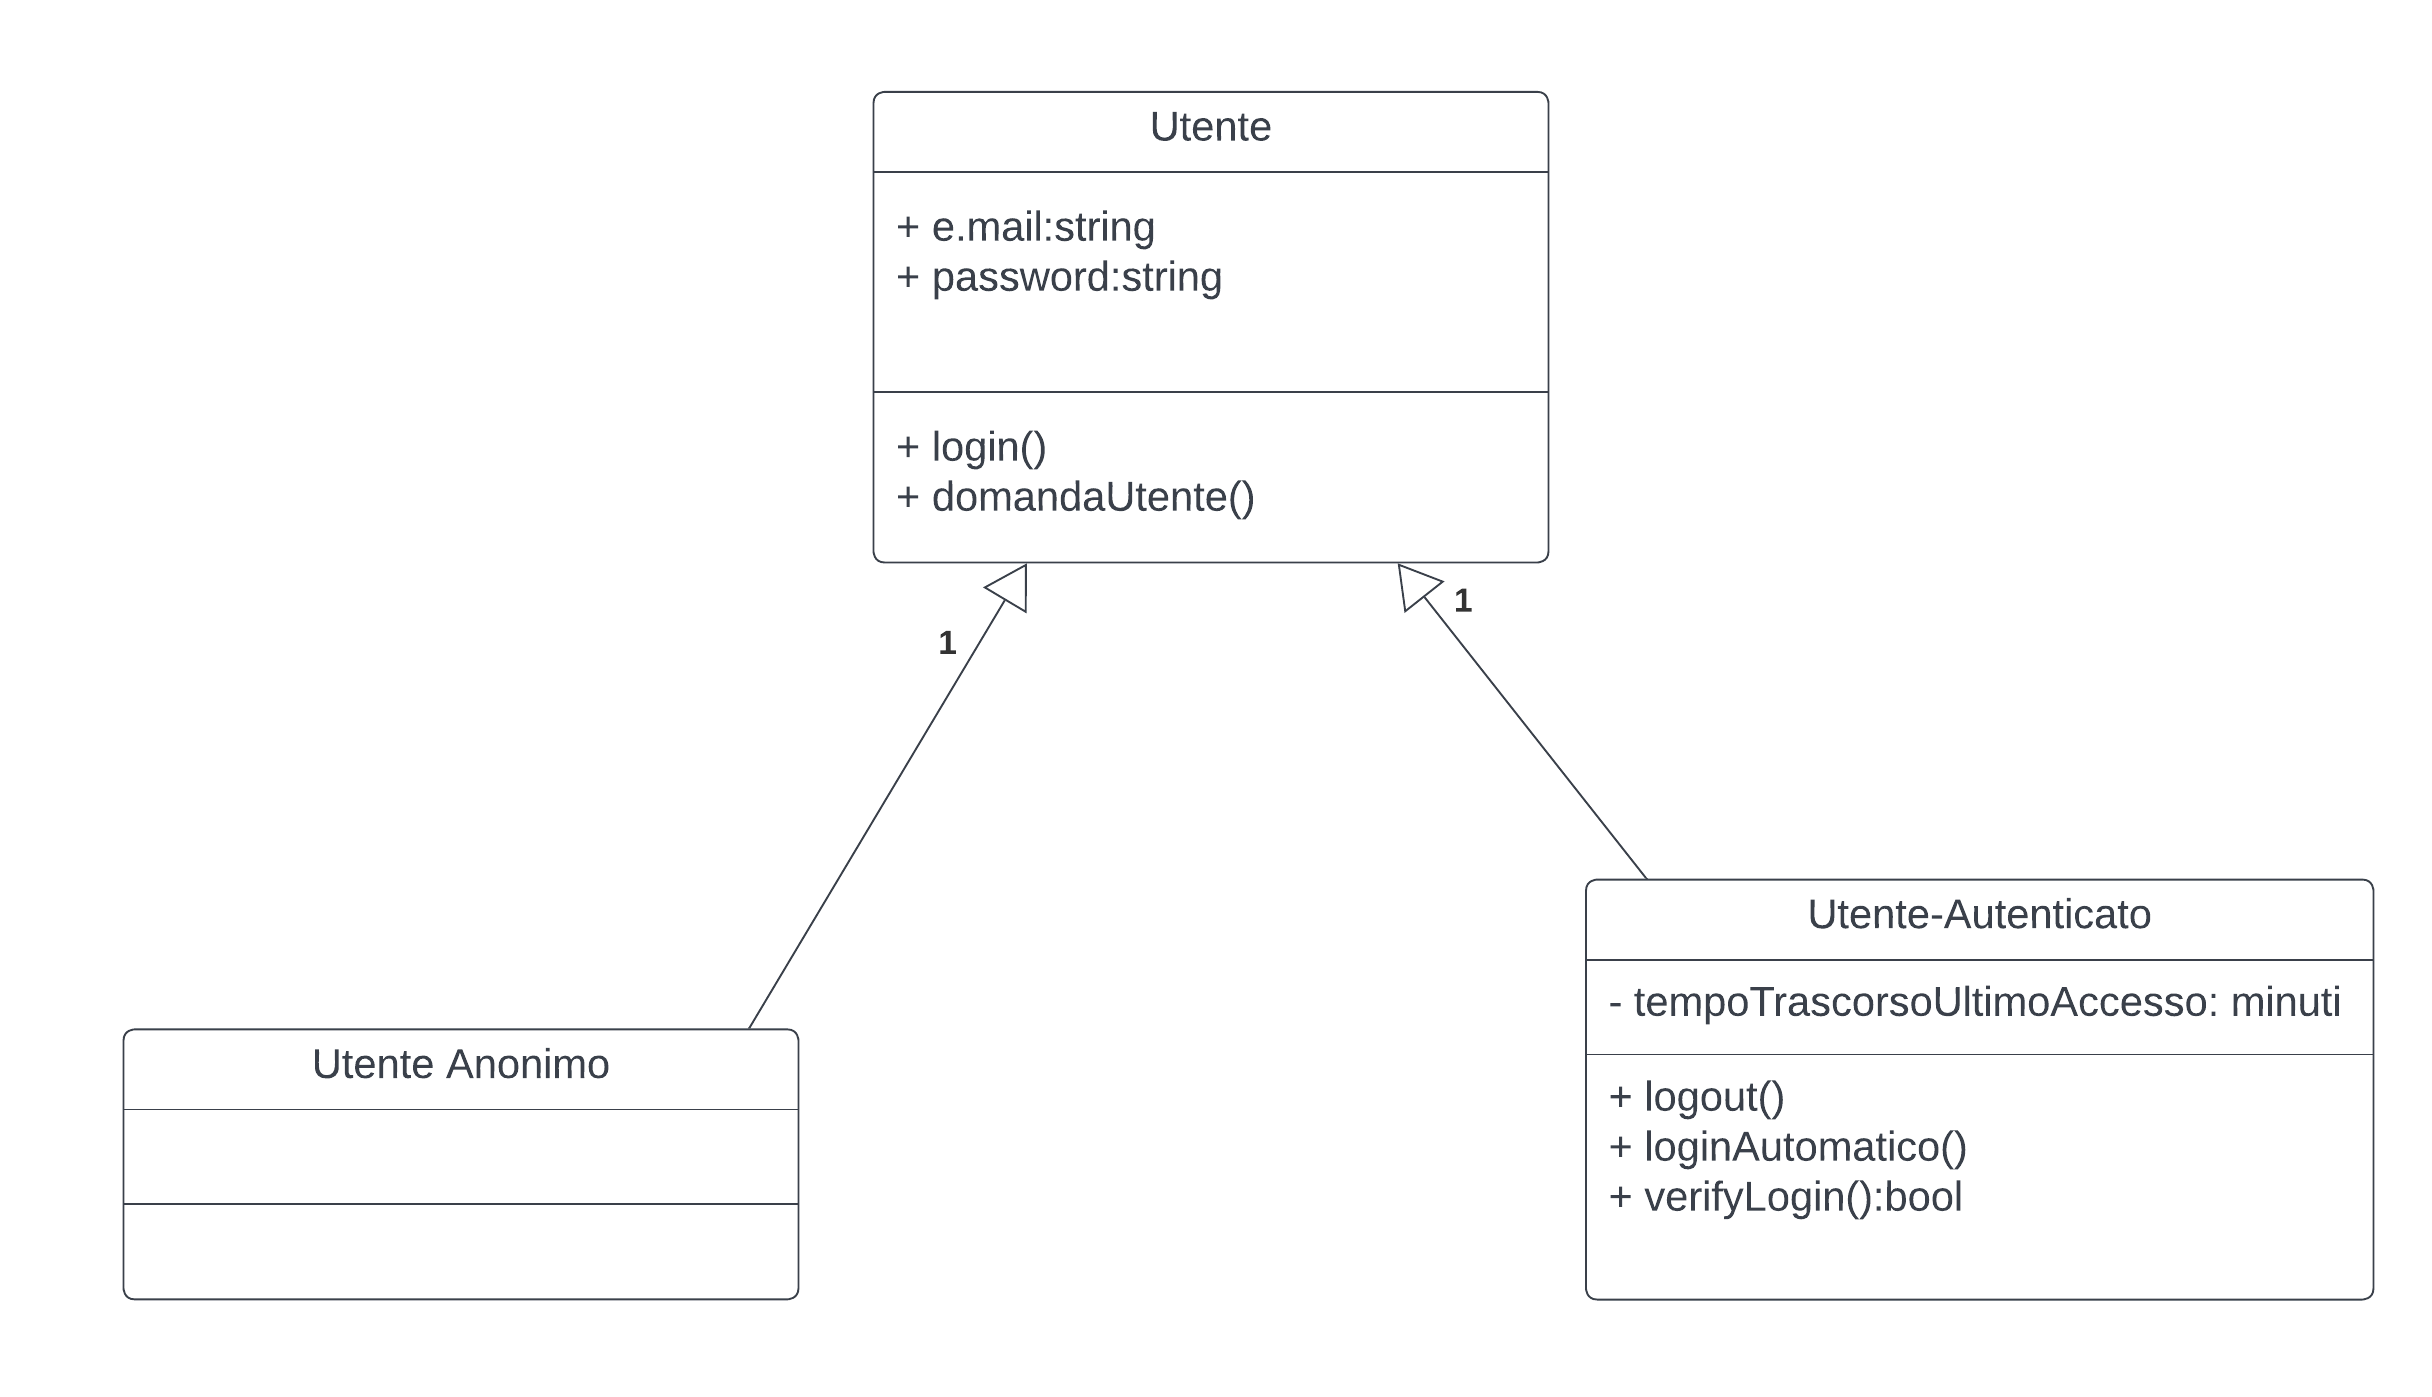 Utente
+ e.mail:string
+ password:string
+ login()
+ domandaUtente()
1
1
Utente Anonimo
Utente-Autenticato
- tempoTrascorsoUltimoAccesso: minuti
+ logout()
+ loginAutomatico()
+ verifyLogin():bool